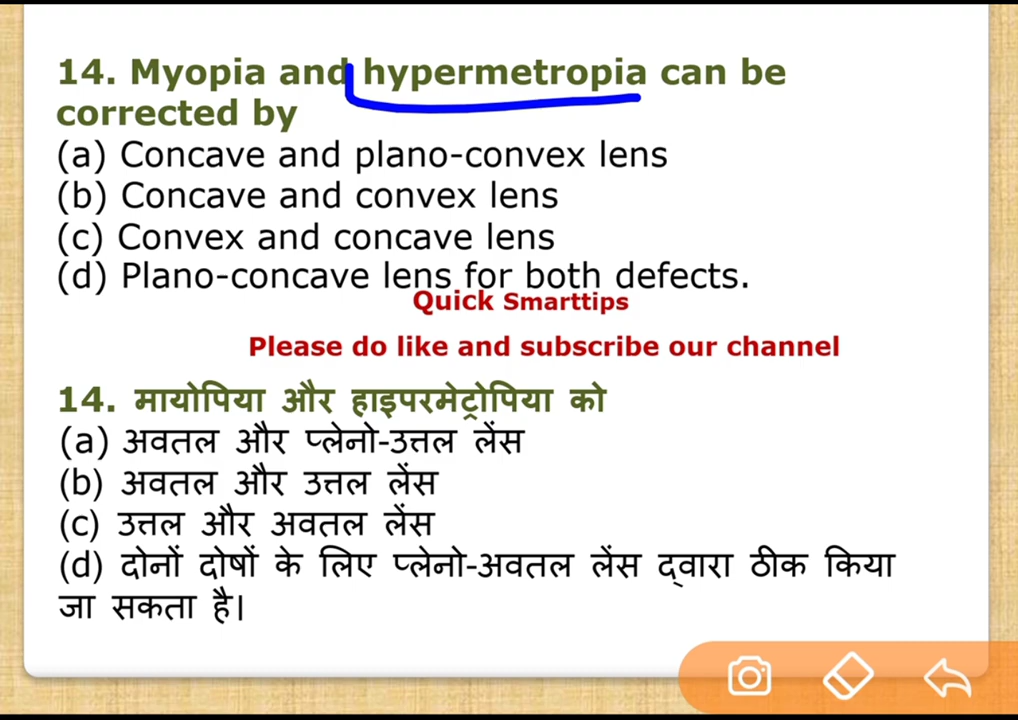 14. Myopia and hypermetropia can be
corrected by
(a) Concave and plano-convex lens
(b) Concave and convex lens
(c) Convex and concave lens
(d) Plano-concave lens for both defects.
Quick Smarttips
Please do like and subscribe our channel
14. मायोपिया और हाइपरमेट्रोपिया को
(a) अवतल और प्लेनो-उत्तल लेंस
(b) अवतल और उत्तल लेंस
(c) उत्तल और अवतल लेंस
(d) दोनों दोषों के लिए प्लेनो-अवतल लेंस द्वारा ठीक किया
जा सकता है।